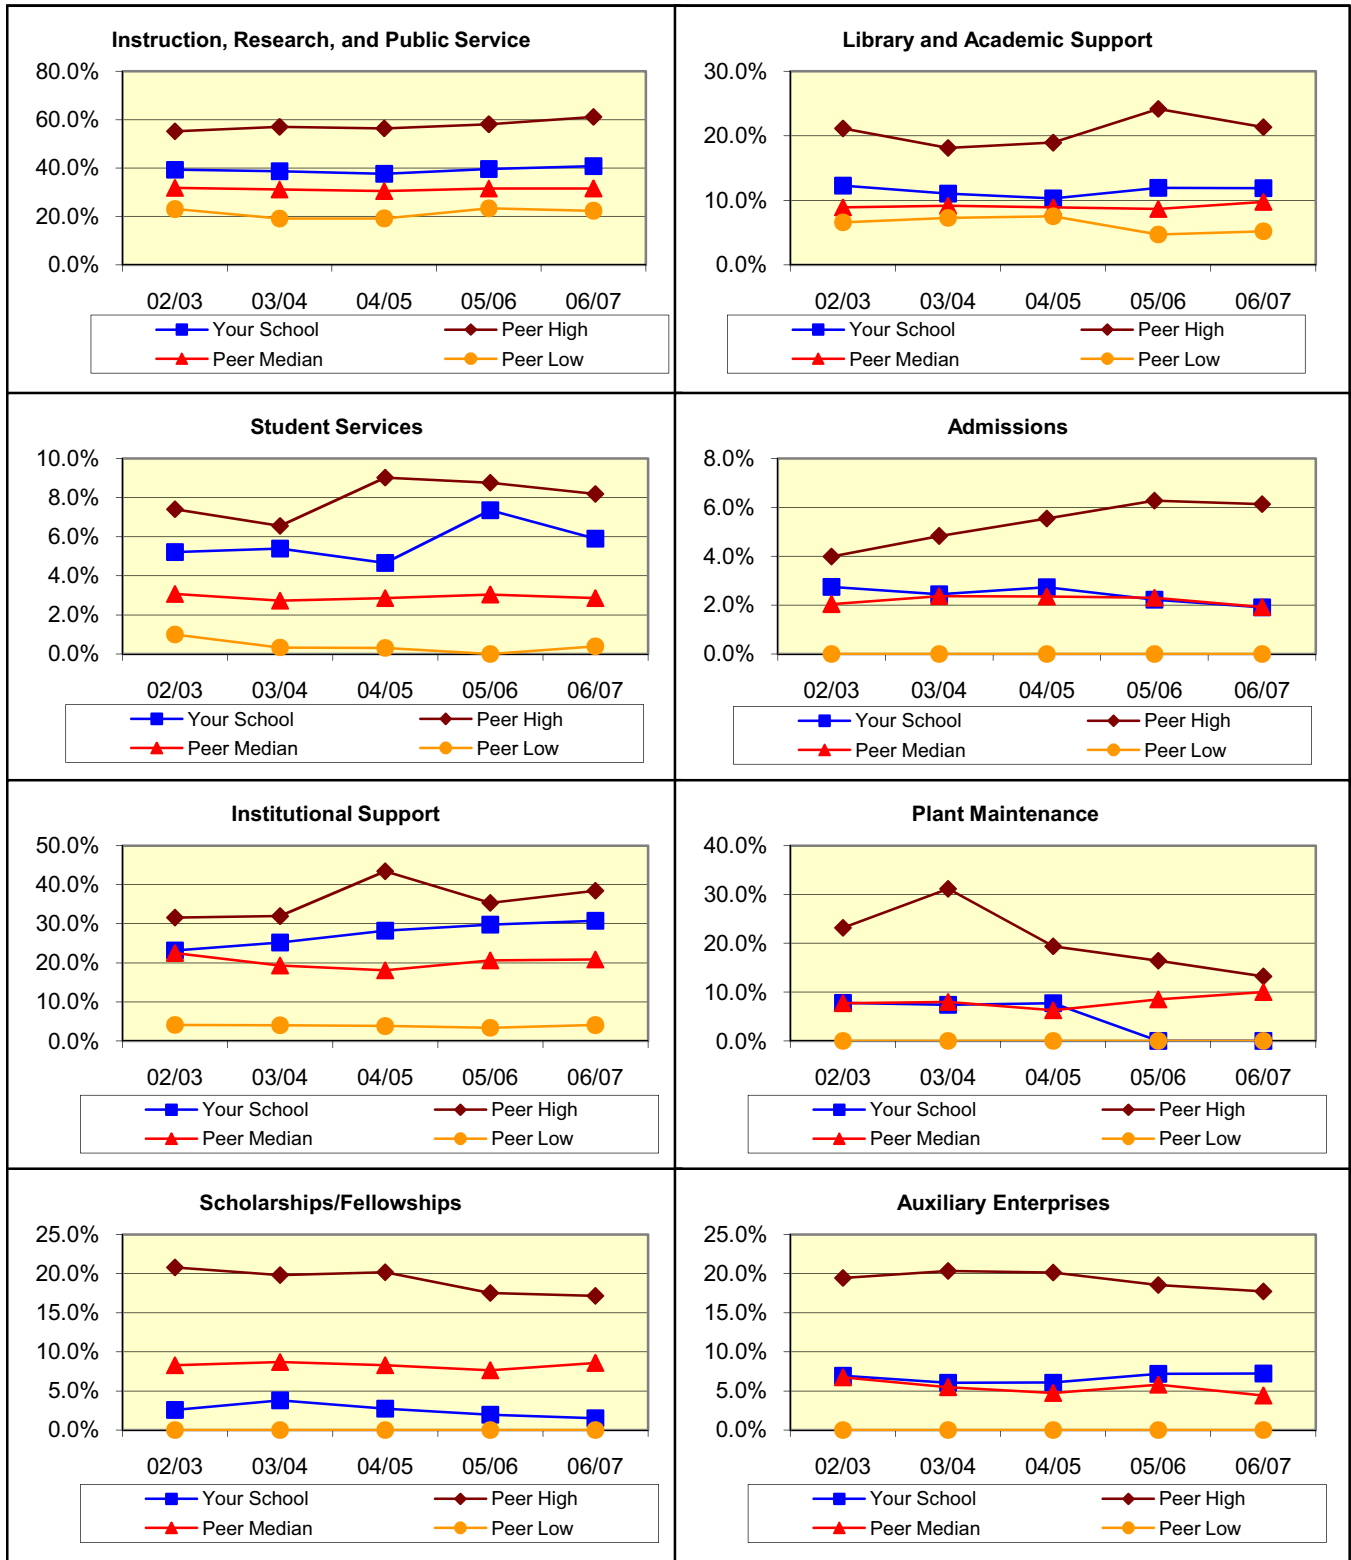 Instruction, Research, and Public Service
80.0%
60.0%
40.0%
20.0%
0.0%
02/03 03/04 04/05 05/06 06/07
Your School Peer High
Peer Median Peer Low
Library and Academic Support
30.0%
20.0%
10.0%
0.0%
02/03 03/04 04/05 05/06 06/07
Your School Peer High
Peer Median Peer Low
Student Services
10.0%
8.0%
6.0%
4.0%
2.0%
0.0%
02/03 03/04 04/05 05/06 06/07
Your School Peer High
Peer Median Peer Low
Admissions
8.0%
6.0%
4.0%
2.0%
0.0%
02/03 03/04 04/05 05/06 06/07
Your School Peer High
Peer Median Peer Low
Institutional Support
50.0%
40.0%
30.0%
20.0%
10.0%
0.0%
02/03 03/04 04/05 05/06 06/07
Your School Peer High
Peer Median Peer Low
Plant Maintenance
40.0%
30.0%
20.0%
10.0%
0.0%
02/03 03/04 04/05 05/06 06/07
Your School Peer High
Peer Median Peer Low
Scholarships/Fellowships
25.0%
20.0%
15.0%
10.0%
5.0%
0.0%
02/03 03/04 04/05 05/06 06/07
Your School Peer High
Peer Median Peer Low
Auxiliary Enterprises
25.0%
20.0%
15.0%
10.0%
5.0%
0.0%
02/03 03/04 04/05 05/06 06/07
Your School Peer High
Peer Median Peer Low